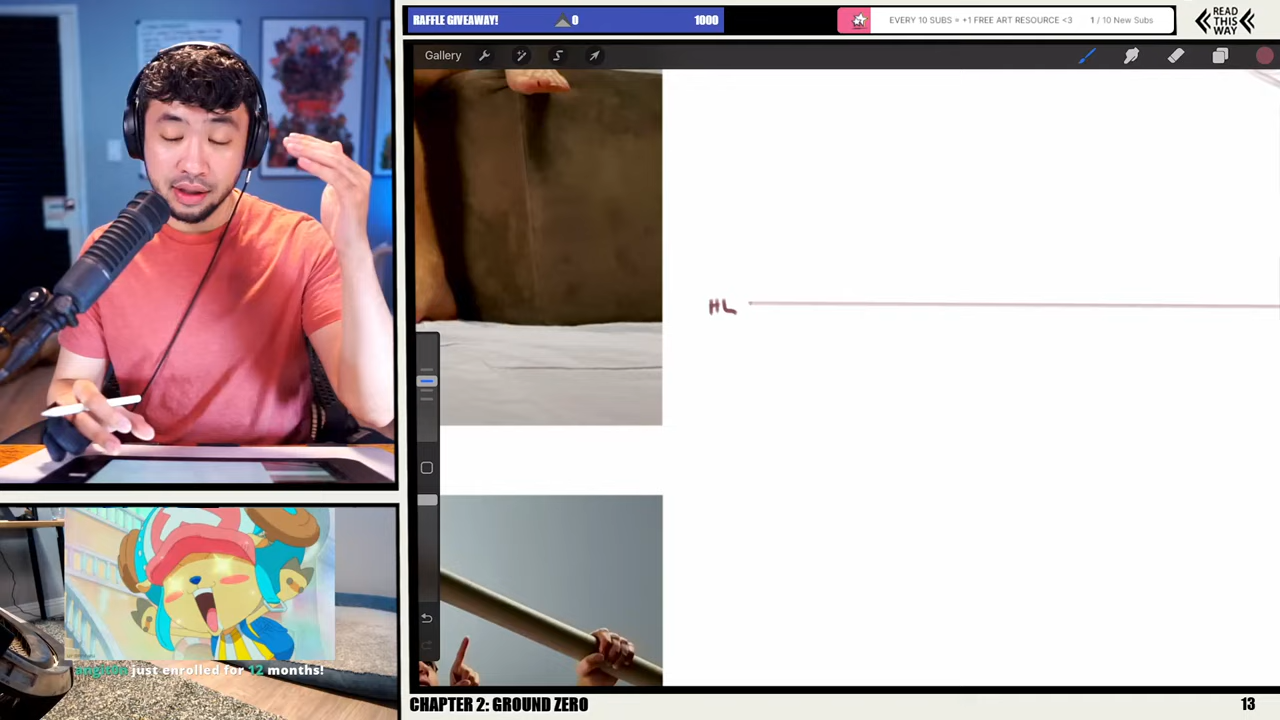 RAFFLE GIVEAWAY!
0
1000
EVERY 10 SUBS = +1 FREE ART RESOURCE <3
1 / 10 New Subs
READ
THIS
WAY
Gallery
HL
just enrolled for 12 months!
CHAPTER 2: GROUND ZERO
13